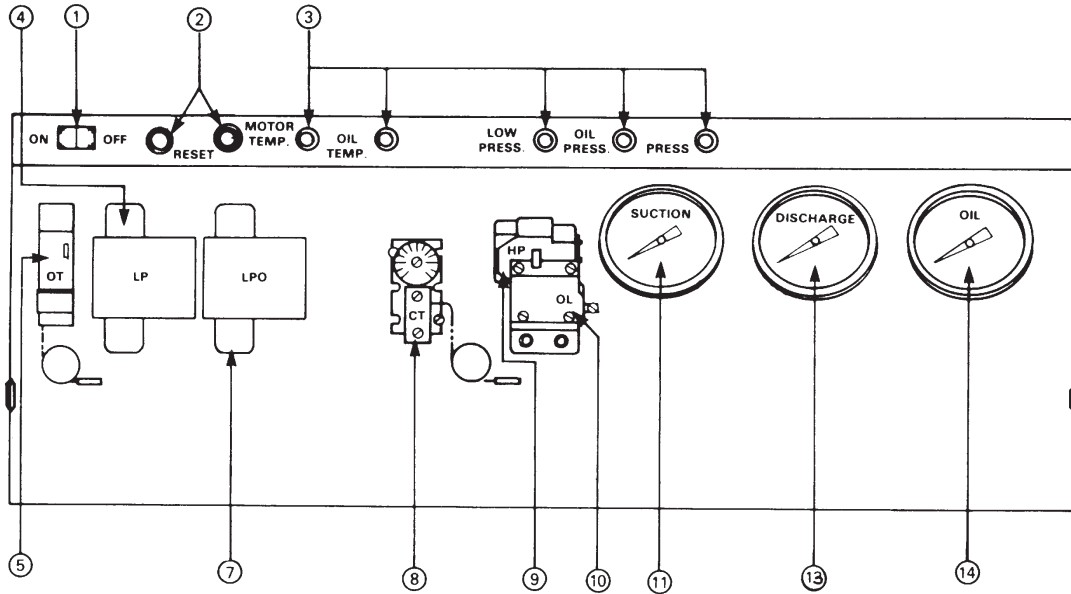 4 1 2 3
ON OFF RESET MOTOR TEMP. OIL TEMP. LOW PRESS. OIL PRESS. PRESS
SUCTION DISCHARGE OIL
HP
OT LP LPO
OL
CT
5 7 8 9 10 11 13 14